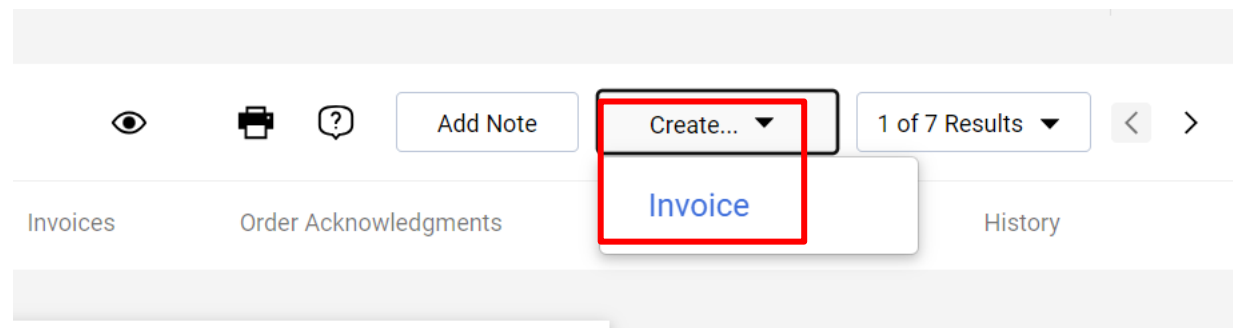 Add Note
Create...
1 of 7 Results
Invoice
Invoices
Order Acknowledgments
History